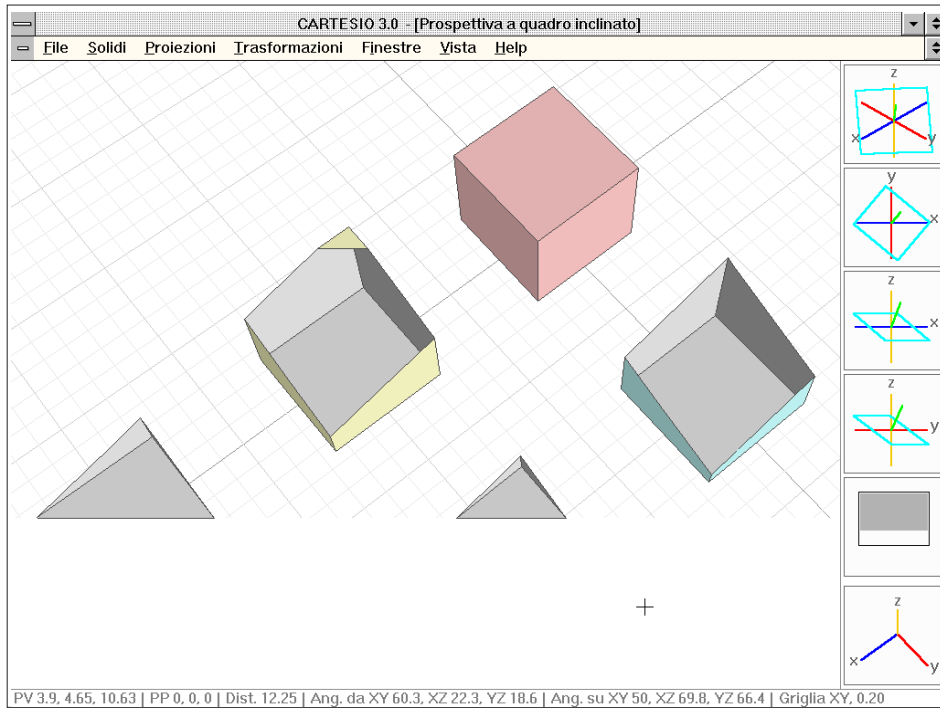 CARTESIO 3.0 - [Prospettiva a quadro inclinato]
File Solidi Proiezioni Trasformazioni Finestre Vista Help
z
x y
y
x
z
x
z
y
z
x y
PV 3.9, 4.65, 10.63 | PP 0, 0, 0 | Dist. 12.25 | Ang. da XY 60.3, XZ 22.3, YZ 18.6 | Ang. su XY 50, XZ 69.8, YZ 66.4 | Griglia XY, 0.20